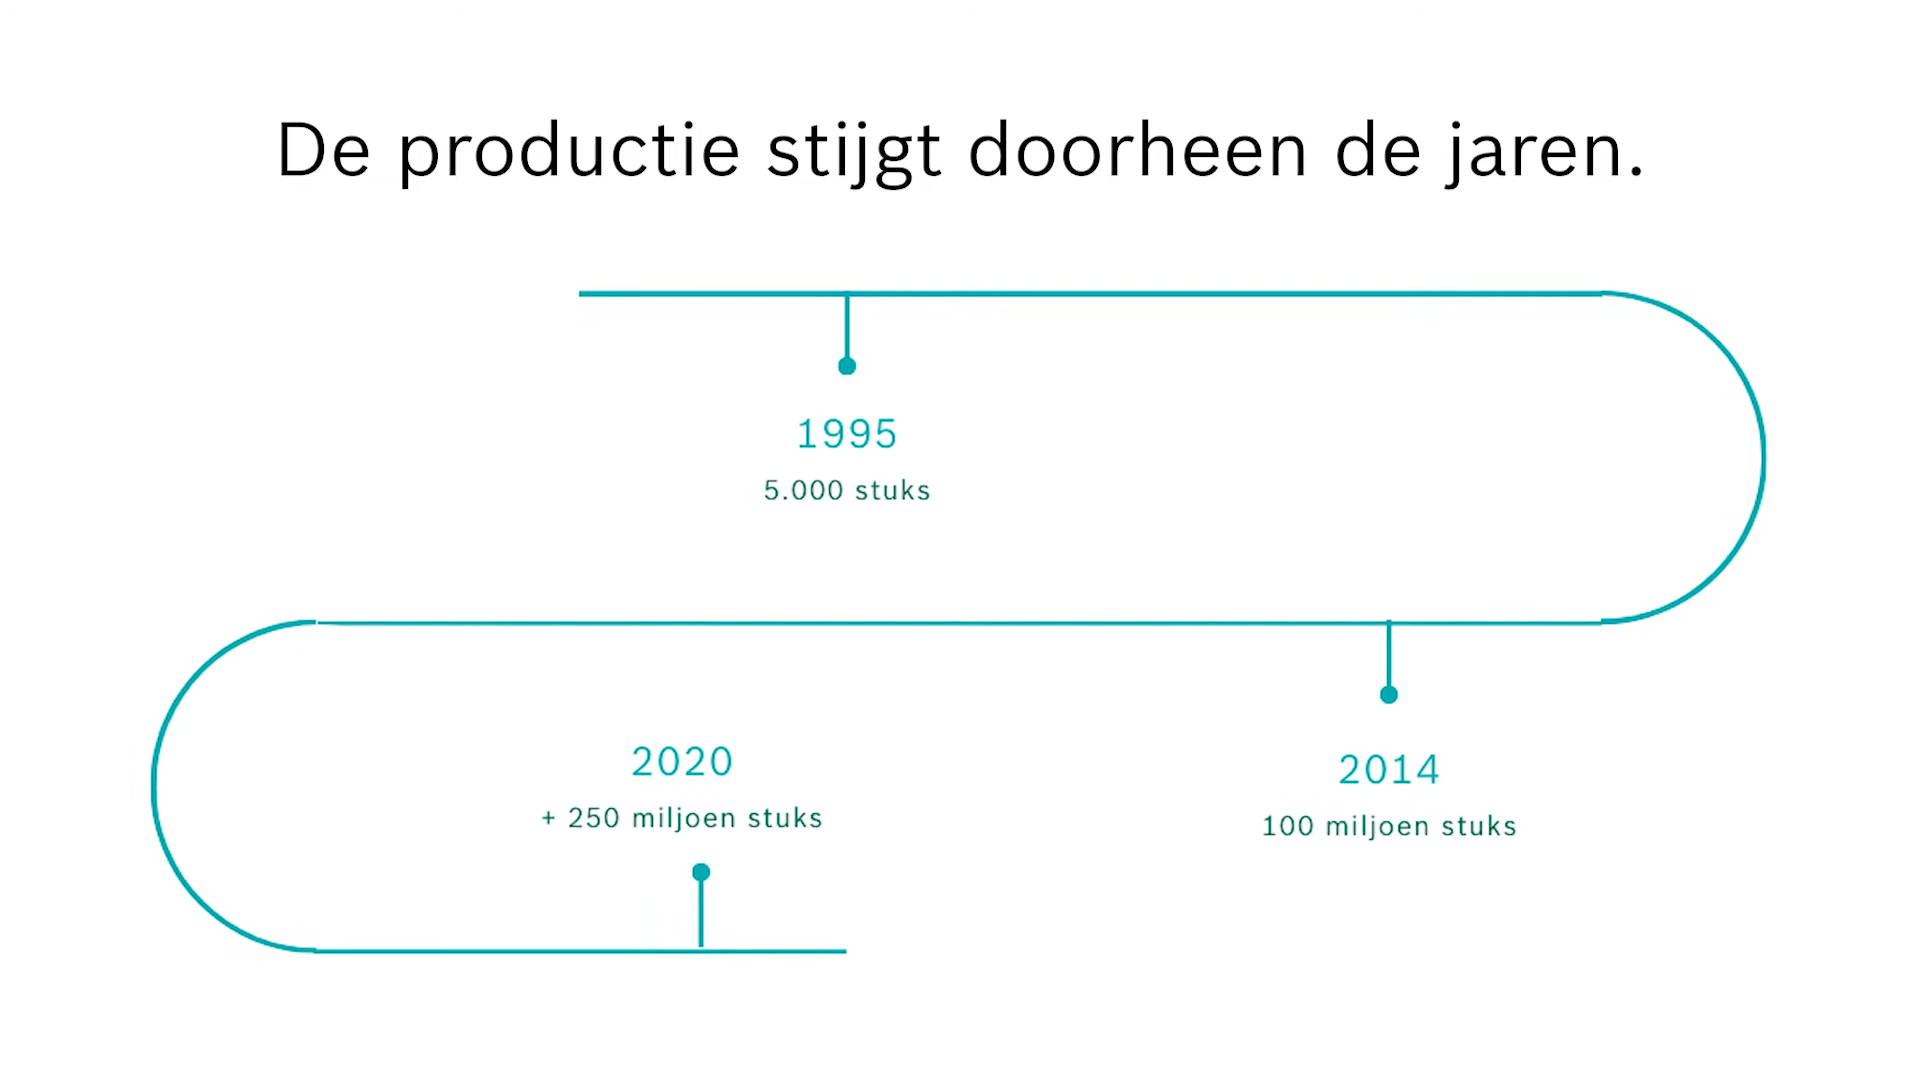 De productie stijgt doorheen de jaren.
1995
5.000 stuks
2014
100 miljoen stuks
2020
+ 250 miljoen stuks